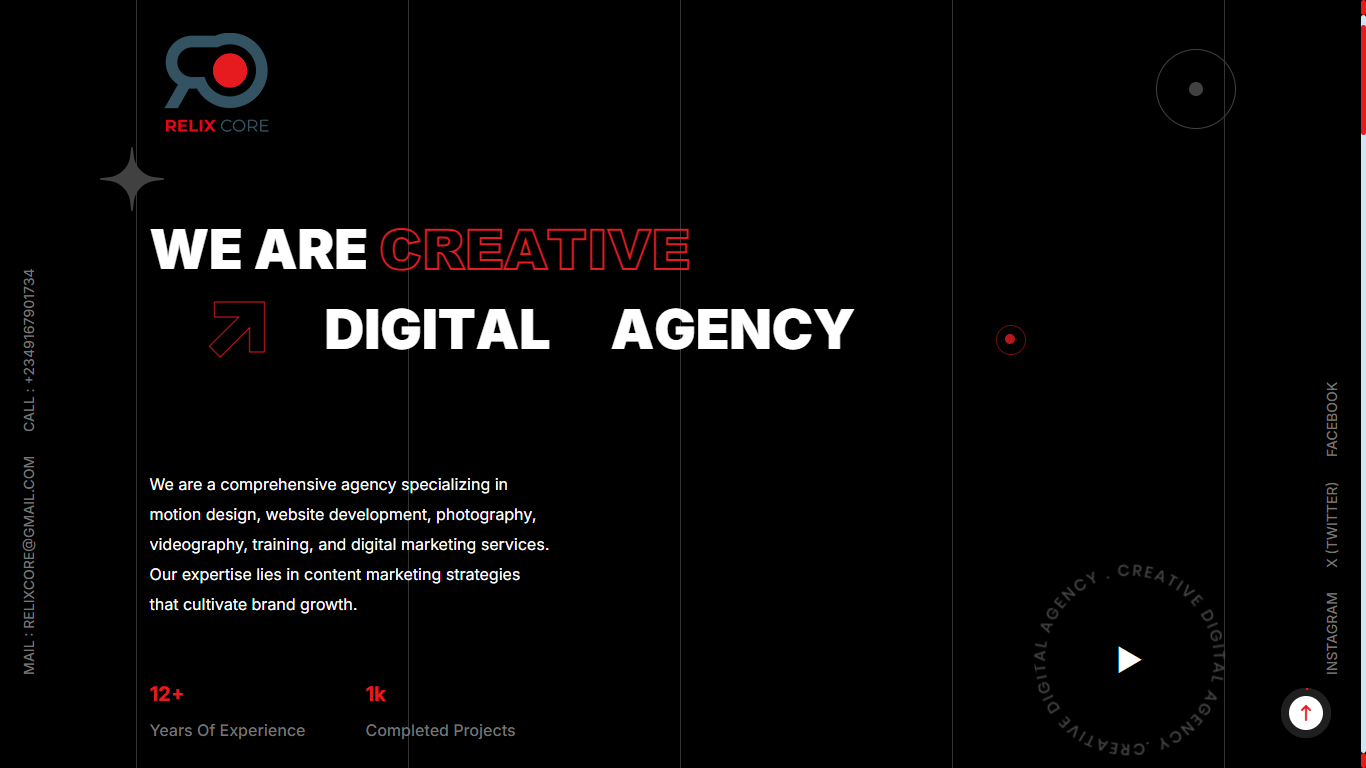 RELIX CORE
WE ARE CREATIVE
DIGITAL AGENCY
CALL : +2349167901734
MAIL : RELIXCORE@GMAIL.COM
We are a comprehensive agency specializing in
motion design, website development, photography,
videography, training, and digital marketing services.
Our expertise lies in content marketing strategies
that cultivate brand growth.
12+
Years Of Experience
1k
Completed Projects
FACEBOOK
X (TWITTER)
INSTAGRAM
CREATIVE DIGITAL AGENCY . CREATIVE DIGITAL AGENCY .